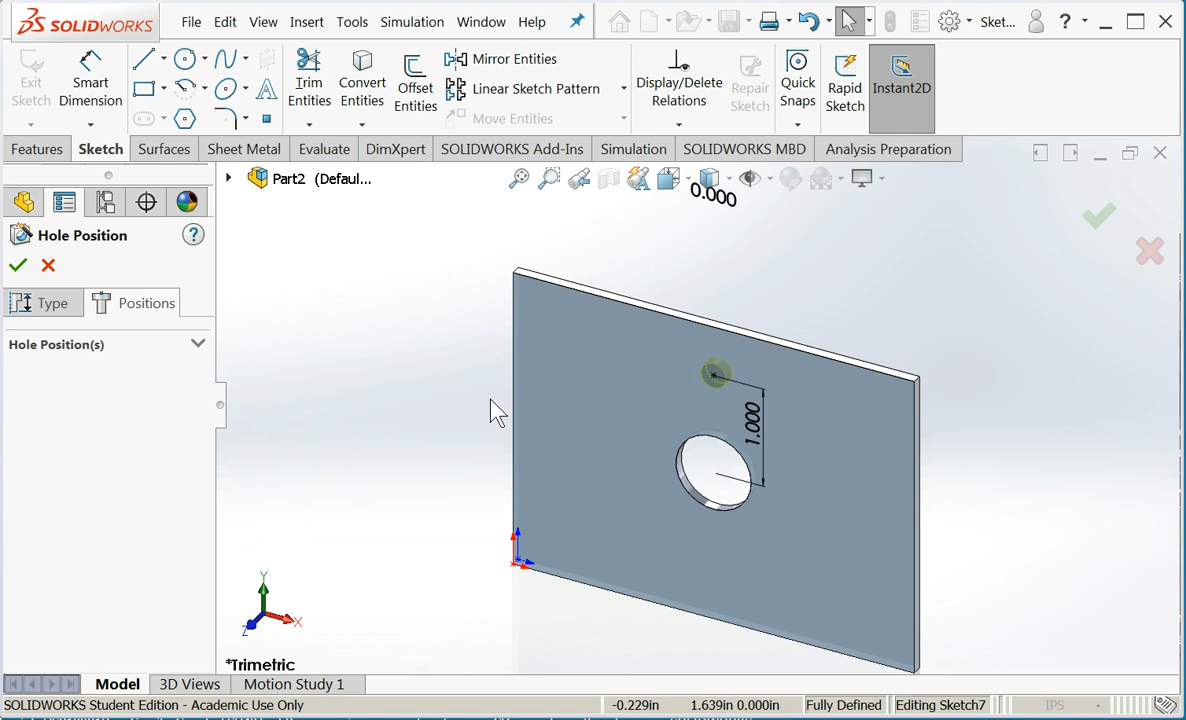 SOLIDWORKS File Edit View Insert Tools Simulation Window Help Sket... ?
Exit Sketch
Smart Dimension
Trim Entities
Convert Entities
Offset Entities
Mirror Entities
Linear Sketch Pattern
Move Entities
Display/Delete Relations
Repair Sketch
Quick Snaps
Rapid Sketch
Instant2D
Features Sketch Surfaces Sheet Metal Evaluate DimXpert SOLIDWORKS Add-Ins Simulation SOLIDWORKS MBD Analysis Preparation
Part2 (Defaul...
0.000
Hole Position ?
Type Positions
Hole Position(s)
1.000
Y
X
Z
*Trimetric
Model 3D Views Motion Study 1
SOLIDWORKS Student Edition - Academic Use Only -0.229in 1.639in 0.000in Fully Defined Editing Sketch7 IPS